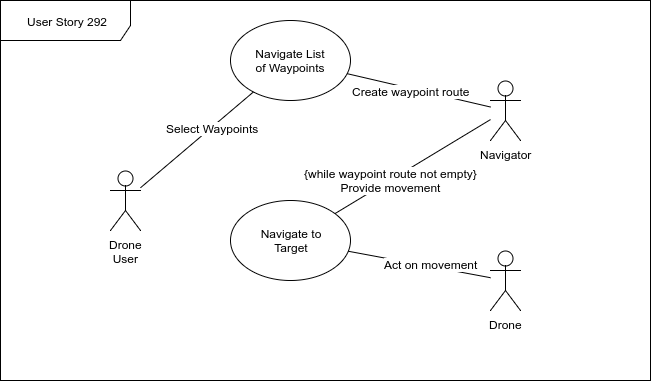 User Story 292
Navigate List
of Waypoints
Create waypoint route
Select Waypoints
Navigator
{while waypoint route not empty}
Provide movement
Drone
User
Navigate to
Target
Act on movement
Drone